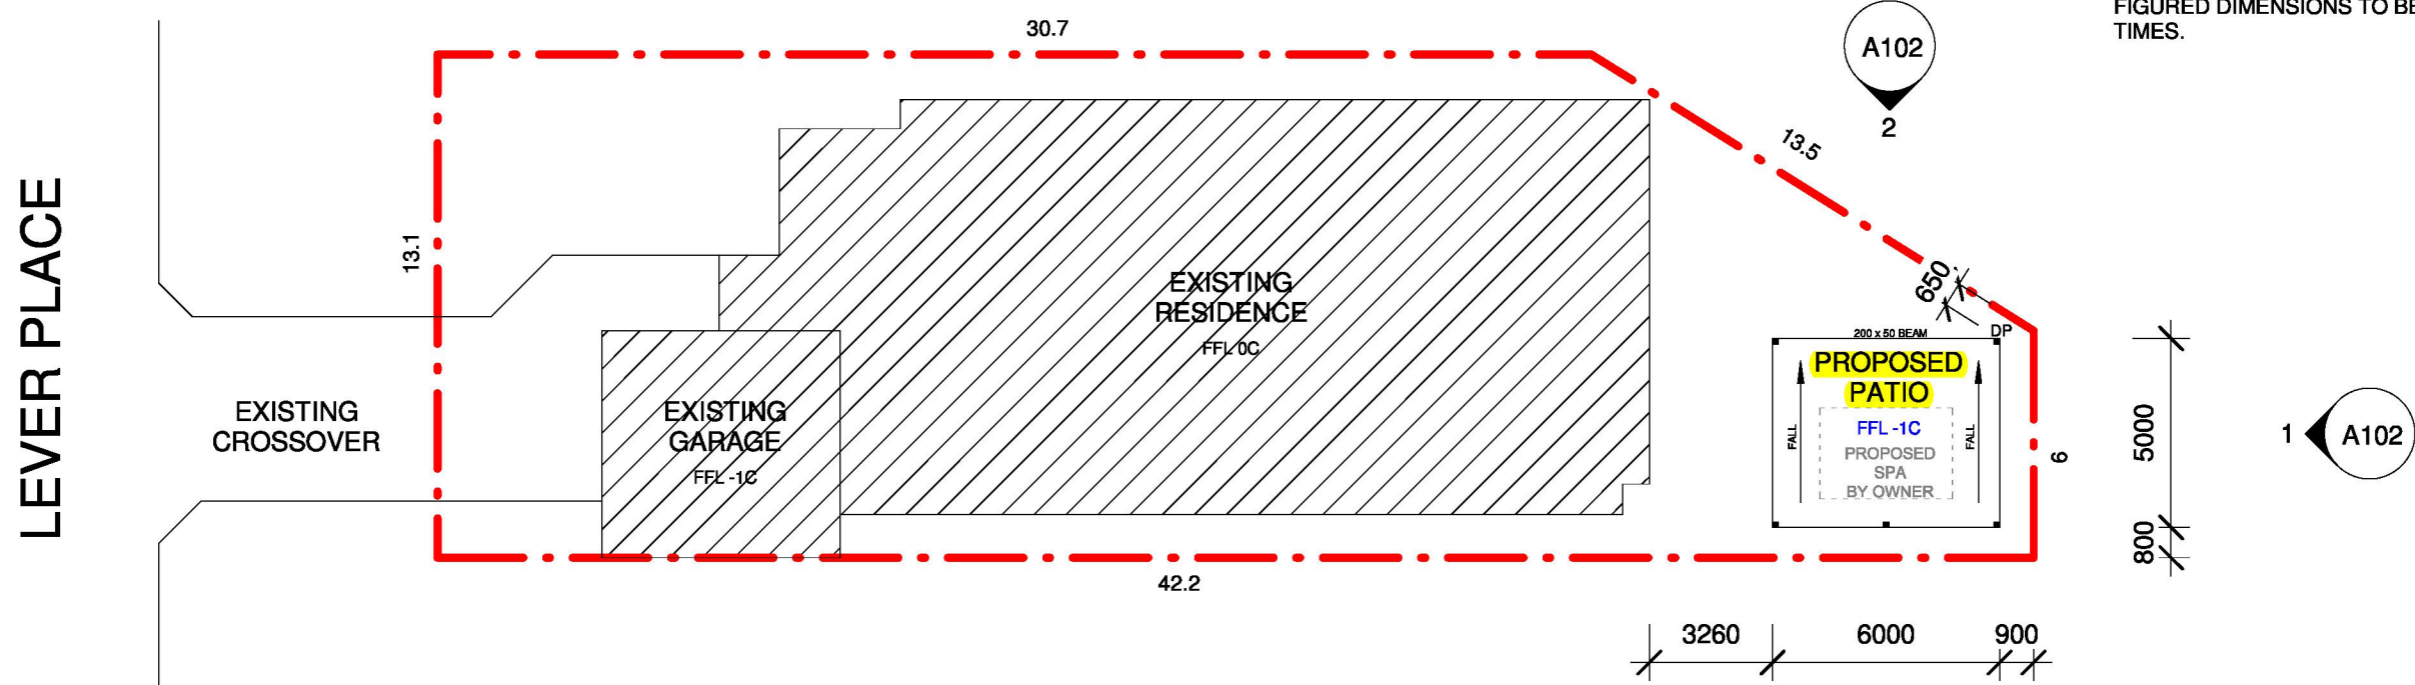 FIGURED DIMENSIONS TO BE
TIMES.
30.7
A102
2
13.5
LEVER PLACE
13.1
EXISTING
CROSSOVER
EXISTING
GARAGE
FFL -1C
EXISTING
RESIDENCE
FFL 0C
650
DP
200 x 50 BEAM
PROPOSED
PATIO
FFL -1C
PROPOSED
SPA
BY OWNER
FALL
FALL
6
5000
800
1
A102
42.2
3260
6000
900